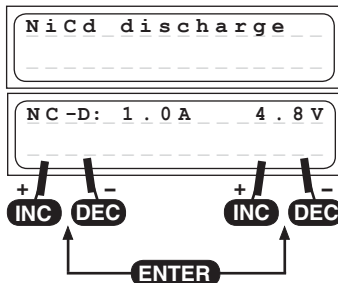 NiCd discharge
NC-D: 1.0A 4.8V
+ - + -
INC DEC INC DEC
ENTER